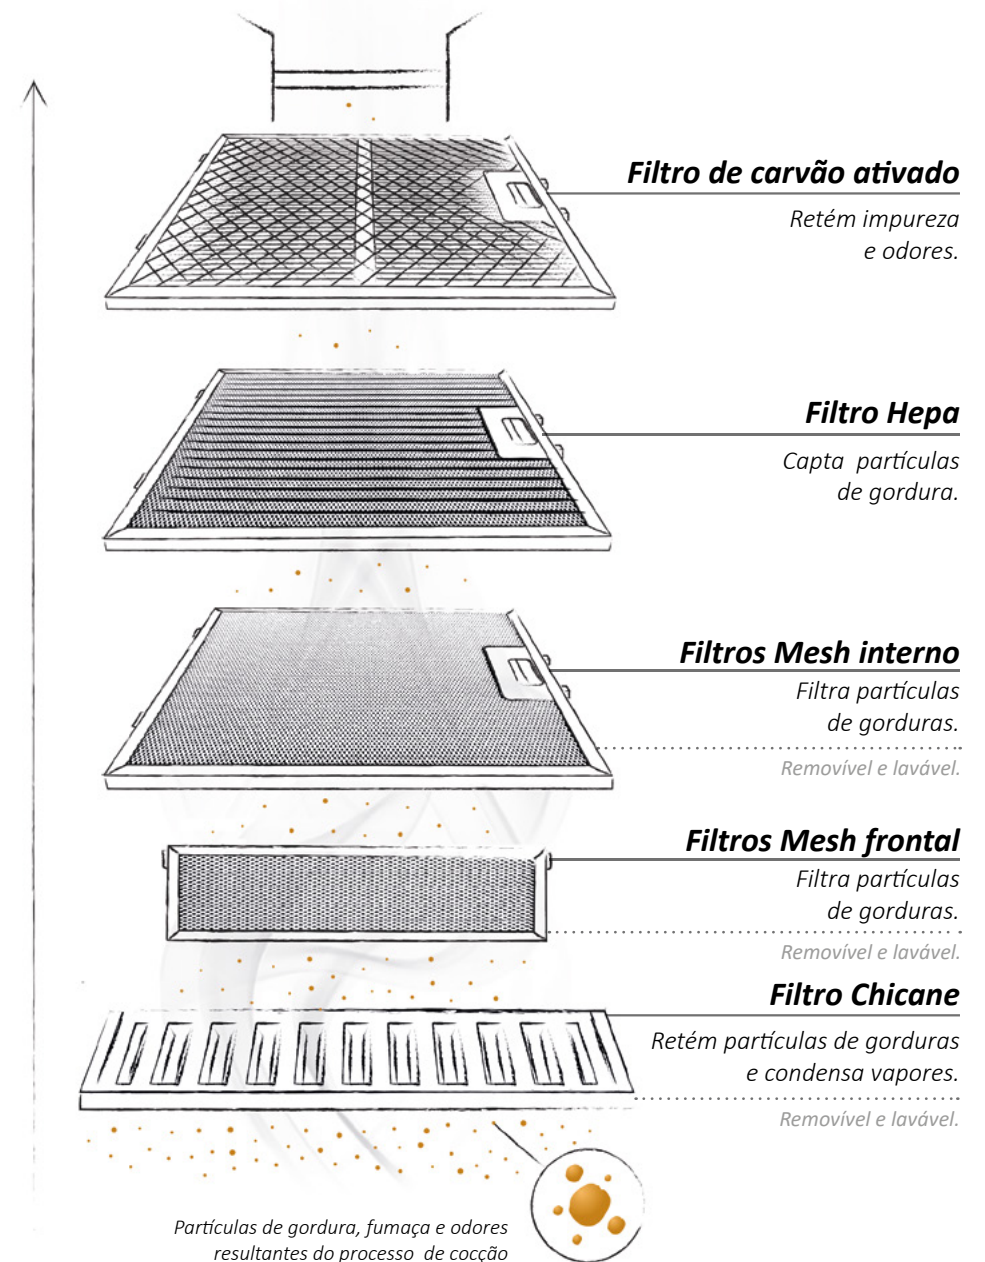 Filtro de carvão ativado
Retém impureza
e odores.
Filtro Hepa
Capta partículas
de gordura.
Filtros Mesh interno
Filtra partículas
de gorduras.
Removível e lavável.
Filtros Mesh frontal
Filtra partículas
de gorduras.
Removível e lavável.
Filtro Chicane
Retém partículas de gorduras
e condensa vapores.
Removível e lavável.
Partículas de gordura, fumaça e odores
resultantes do processo de cocção